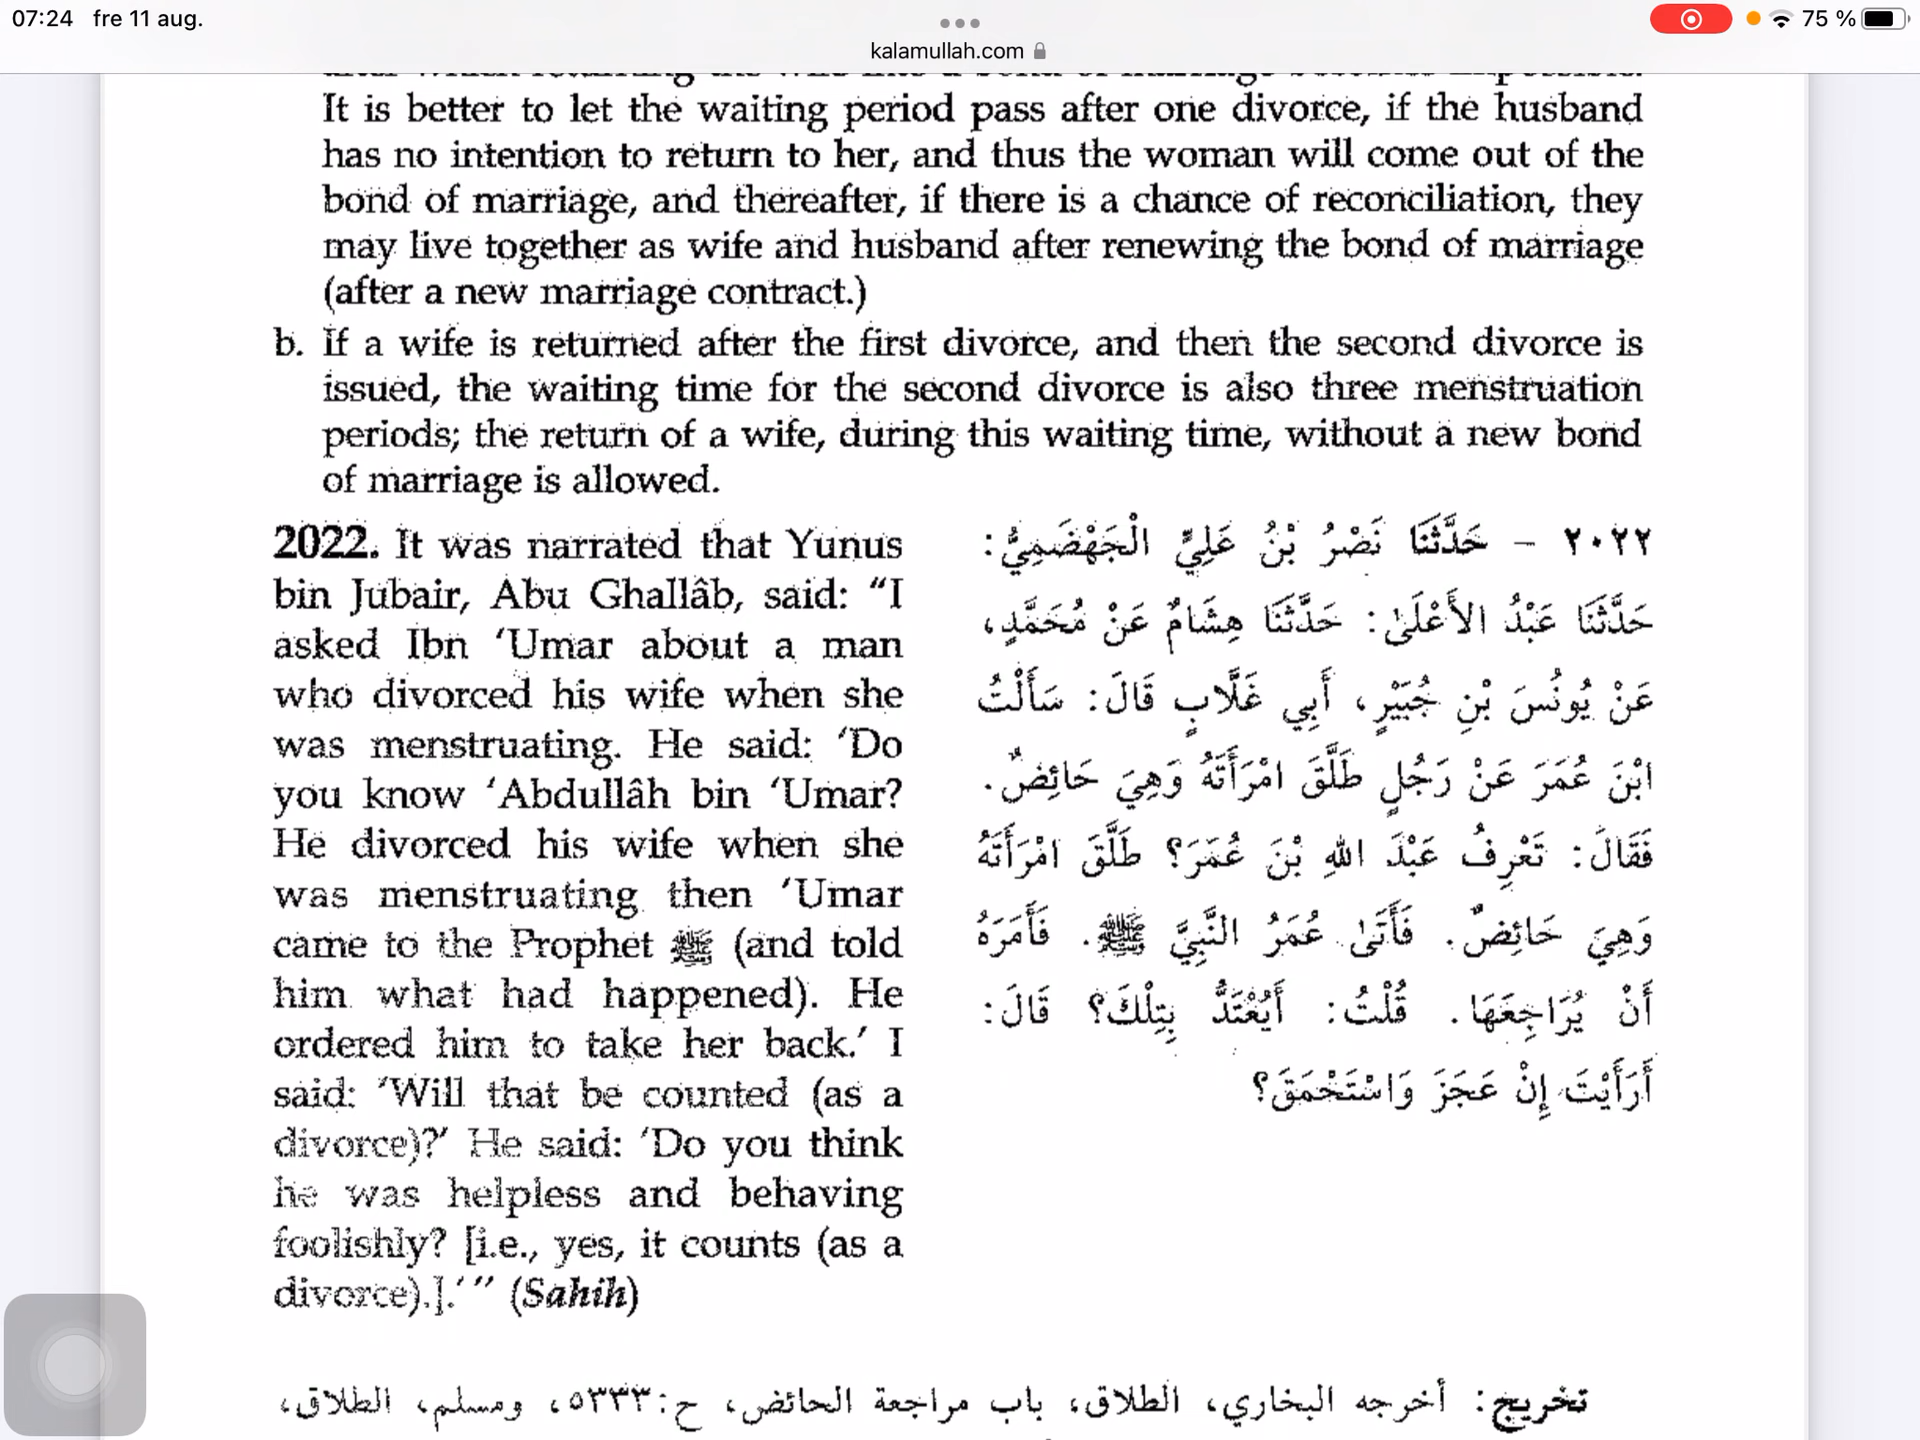 07:24 fre 11 aug.
75 %
kalamullah.com
It is better to let the waiting period pass after one divorce, if the husband
has no intention to return to her, and thus the woman will come out of the
bond of marriage, and thereafter, if there is a chance of reconciliation, they
may live together as wife and husband after renewing the bond of marriage
(after a new marriage contract.)
b. If a wife is returned after the first divorce, and then the second divorce is
issued, the waiting time for the second divorce is also three menstruation
periods; the return of a wife, during this waiting time, without a new bond
of marriage is allowed.
2022. It was narrated that Yunus
bin Jubair, Abu Ghallâb, said: “I
asked Ibn ‘Umar about a man
who divorced his wife when she
was menstruating. He said: ‘Do
you know ‘Abdullâh bin ‘Umar?
He divorced his wife when she
was menstruating then ‘Umar
came to the Prophet ﷺ (and told
him what had happened). He
ordered him to take her back.’ I
said: ‘Will that be counted (as a
divorce)?’ He said: ‘Do you think
he was helpless and behaving
foolishly? [i.e., yes, it counts (as a
divorce).].‘” (Sahih)
٢٠٢٢ – حَدَّثَنَا نَصْرُ بْنُ عَلِيٍّ الْجَهْضَمِيُّ:
حَدَّثَنَا عَبْدُ الأَعْلَىٰ: حَدَّثَنَا هِشَامٌ عَنْ مُحَمَّدٍ،
عَنْ يُونُسَ بْنِ جُبَيْرٍ، أَبِي غَلَّابٍ قَالَ: سَأَلْتُ
ابْنَ عُمَرَ عَنْ رَجُلٍ طَلَّقَ امْرَأَتَهُ وَهِيَ حَائِضٌ.
فَقَالَ: تَعْرِفُ عَبْدَ اللهِ بْنَ عُمَرَ؟ طَلَّقَ امْرَأَتَهُ
وَهِيَ حَائِضٌ. فَأَتَىٰ عُمَرُ النَّبِيَّ ﷺ. فَأَمَرَهُ
أَنْ يُرَاجِعَهَا. قُلْتُ: أَيُعْتَدُّ بِتِلْكَ؟ قَالَ:
أَرَأَيْتَ إِنْ عَجَزَ وَاسْتَحْمَقَ؟
تخريج: أخرجه البخاري، الطلاق، باب مراجعة الحائض، ح:٥٣٣٣، ومسلم، الطلاق،